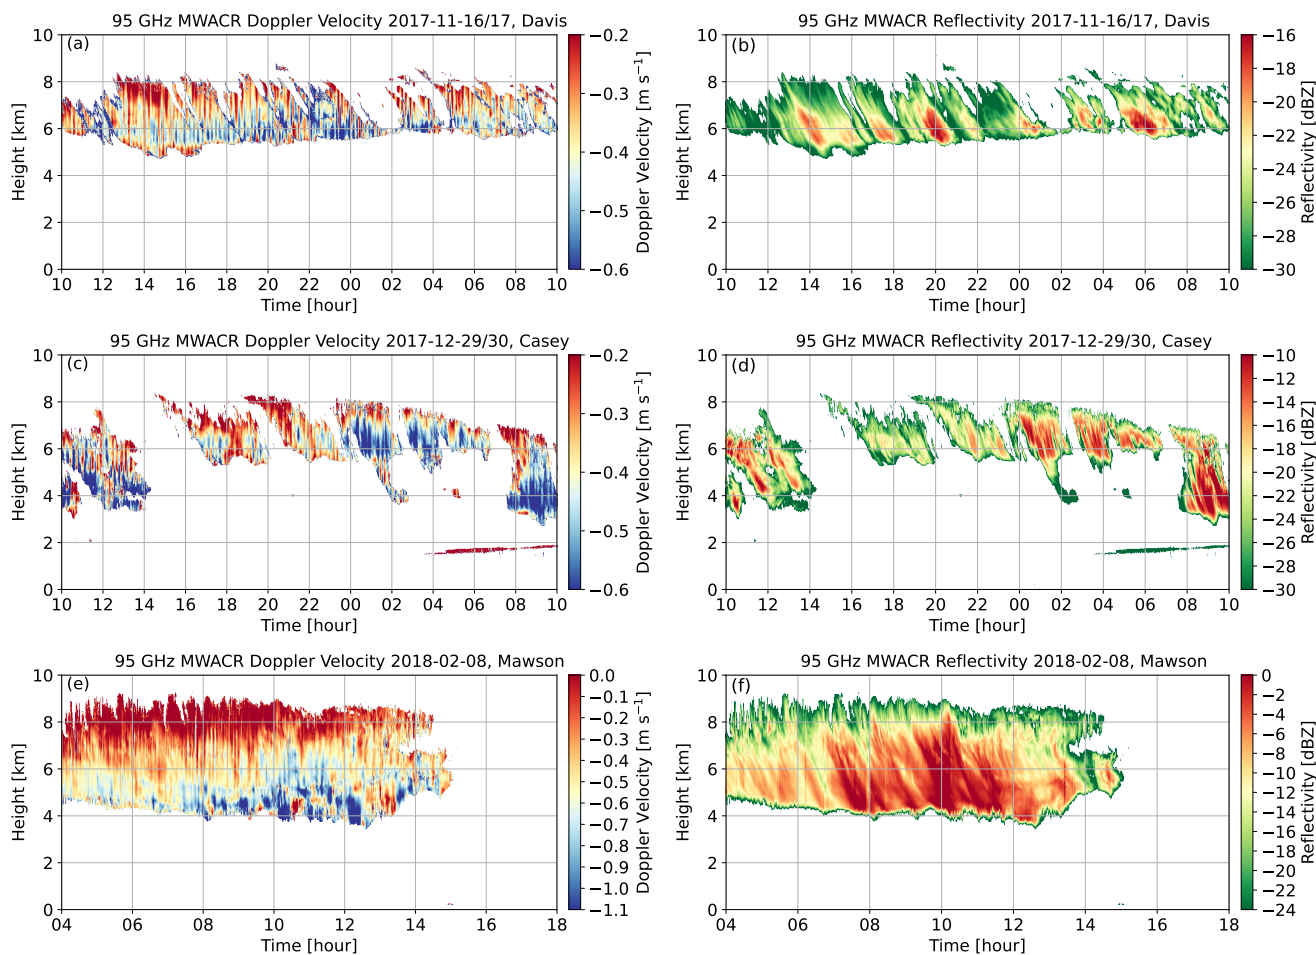 95 GHz MWACR Doppler Velocity 2017-11-16/17, Davis
(a)
Height [km]
10
8
6
4
2
0
10 12 14 16 18 20 22 00 02 04 06 08 10
Time [hour]
−0.2
−0.3
−0.4
−0.5
−0.6
Doppler Velocity [m s⁻¹]
95 GHz MWACR Reflectivity 2017-11-16/17, Davis
(b)
Height [km]
10
8
6
4
2
0
10 12 14 16 18 20 22 00 02 04 06 08 10
Time [hour]
−16
−18
−20
−22
−24
−26
−28
−30
Reflectivity [dBZ]
95 GHz MWACR Doppler Velocity 2017-12-29/30, Casey
(c)
Height [km]
10
8
6
4
2
0
10 12 14 16 18 20 22 00 02 04 06 08 10
Time [hour]
−0.2
−0.3
−0.4
−0.5
−0.6
Doppler Velocity [m s⁻¹]
95 GHz MWACR Reflectivity 2017-12-29/30, Casey
(d)
Height [km]
10
8
6
4
2
0
10 12 14 16 18 20 22 00 02 04 06 08 10
Time [hour]
−10
−12
−14
−16
−18
−20
−22
−24
−26
−28
−30
Reflectivity [dBZ]
95 GHz MWACR Doppler Velocity 2018-02-08, Mawson
(e)
Height [km]
10
8
6
4
2
0
04 06 08 10 12 14 16 18
Time [hour]
0.0
−0.1
−0.2
−0.3
−0.4
−0.5
−0.6
−0.7
−0.8
−0.9
−1.0
−1.1
Doppler Velocity [m s⁻¹]
95 GHz MWACR Reflectivity 2018-02-08, Mawson
(f)
Height [km]
10
8
6
4
2
0
04 06 08 10 12 14 16 18
Time [hour]
0
−2
−4
−6
−8
−10
−12
−14
−16
−18
−20
−22
−24
Reflectivity [dBZ]